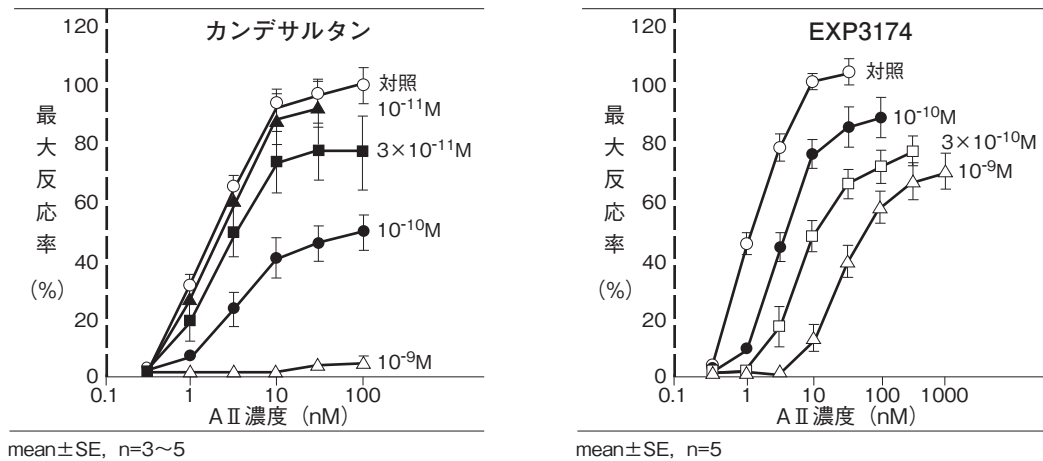 カンデサルタン
120
100
80
60
40
20
0
最大反応率
(%)
対照
10⁻¹¹M
3×10⁻¹¹M
10⁻¹⁰M
10⁻⁹M
0.1 1 10 100
AⅡ濃度 (nM)
mean±SE, n=3~5
EXP3174
120
100
80
60
40
20
0
最大反応率
(%)
対照
10⁻¹⁰M
3×10⁻¹⁰M
10⁻⁹M
0.1 1 10 100 1000
AⅡ濃度 (nM)
mean±SE, n=5